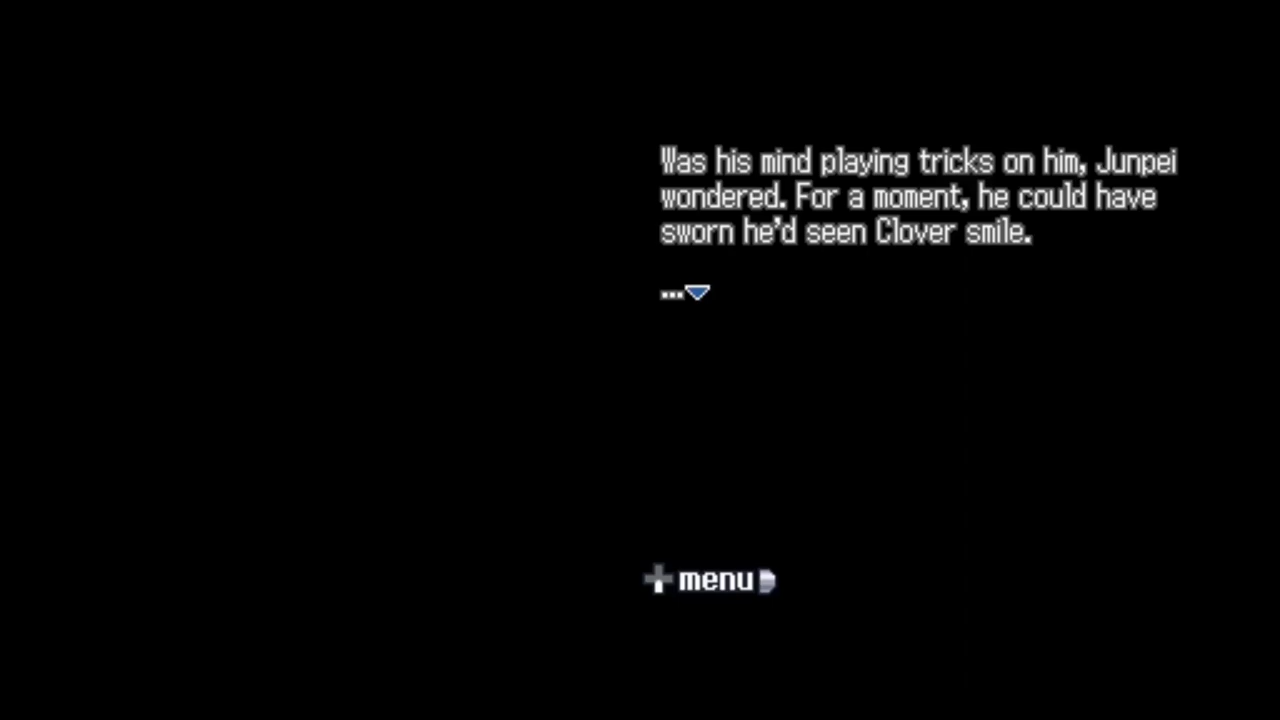 Was his mind playing tricks on him, Junpei
wondered. For a moment, he could have
sworn he'd seen Clover smile.
...
menu